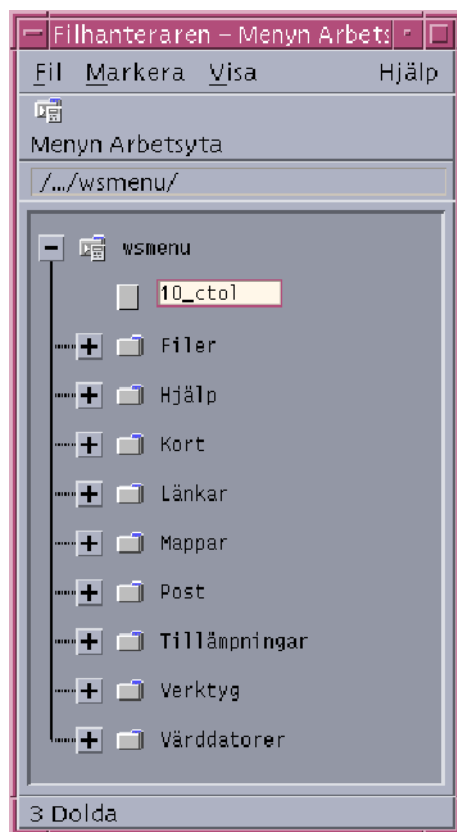 Filhanteraren – Menyn Arbets
Fil Markera Visa Hjälp
Menyn Arbetsyta
/.../wsmenu/
wsmenu
10_ctol
Filer
Hjälp
Kort
Länkar
Mappar
Post
Tillämpningar
Verktyg
Värddatorer
3 Dolda